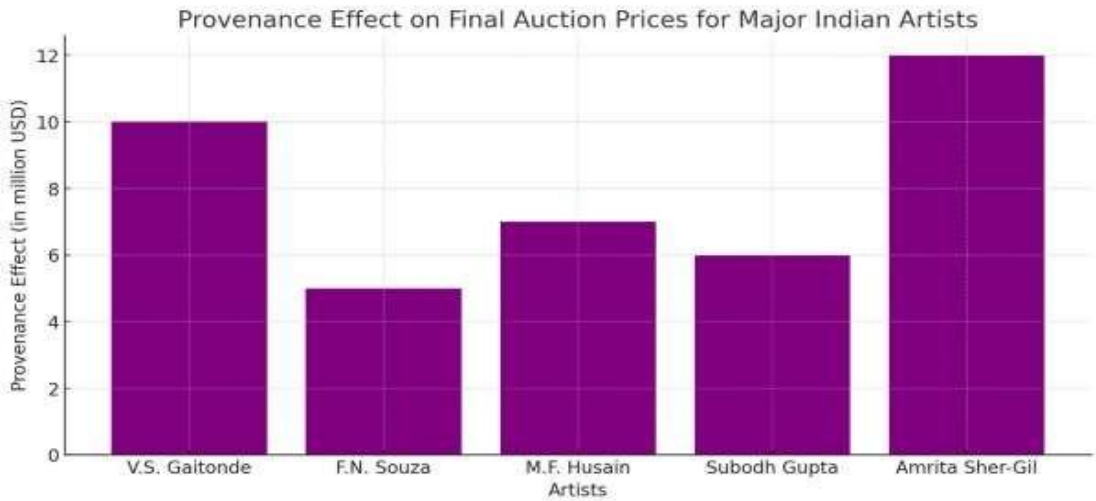 Provenance Effect on Final Auction Prices for Major Indian Artists
Provenance Effect (in million USD)
12
10
8
6
4
2
0
V.S. Gaitonde F.N. Souza M.F. Husain Subodh Gupta Amrita Sher-Gil
Artists